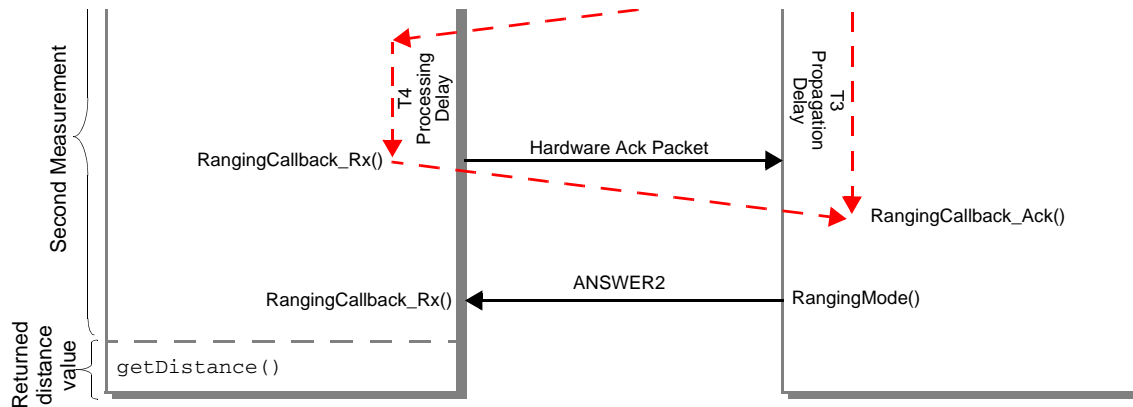 Second Measurement
T4
Processing
Delay
T3
Propagation
Delay
RangingCallback_Rx()
Hardware Ack Packet
RangingCallback_Ack()
RangingCallback_Rx()
ANSWER2
RangingMode()
Returned
distance
value
getDistance()